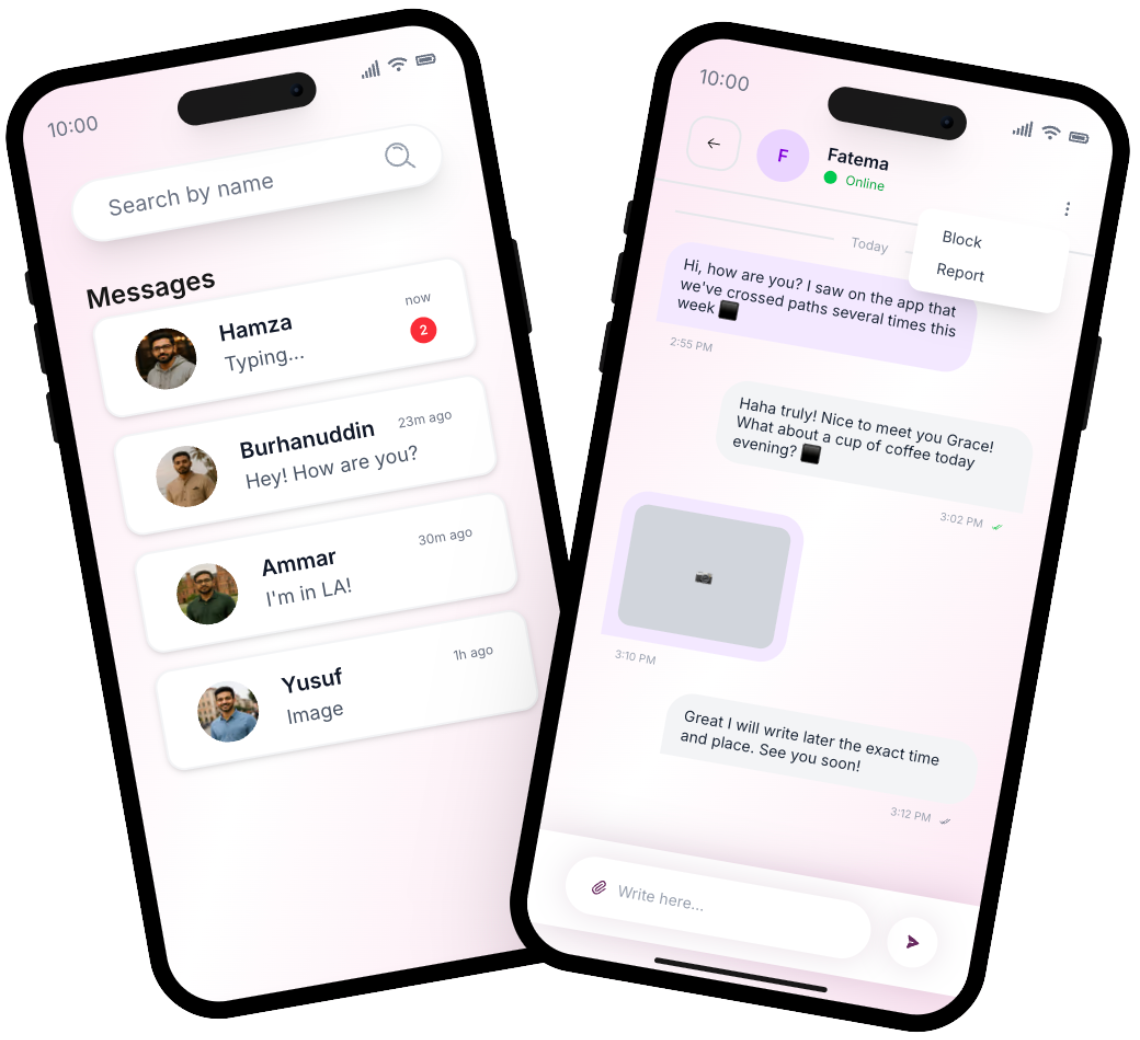 10:00
Search by name
Messages
Hamza
now
Typing...
2
Burhanuddin
23m ago
Hey! How are you?
Ammar
30m ago
I'm in LA!
Yusuf
1h ago
Image
10:00
F
Fatema
Online
Block
Report
Today
Hi, how are you? I saw on the app that
we've crossed paths several times this
week
2:55 PM
Haha truly! Nice to meet you Grace!
What about a cup of coffee today
evening?
3:02 PM
3:10 PM
Great I will write later the exact time
and place. See you soon!
3:12 PM
Write here...